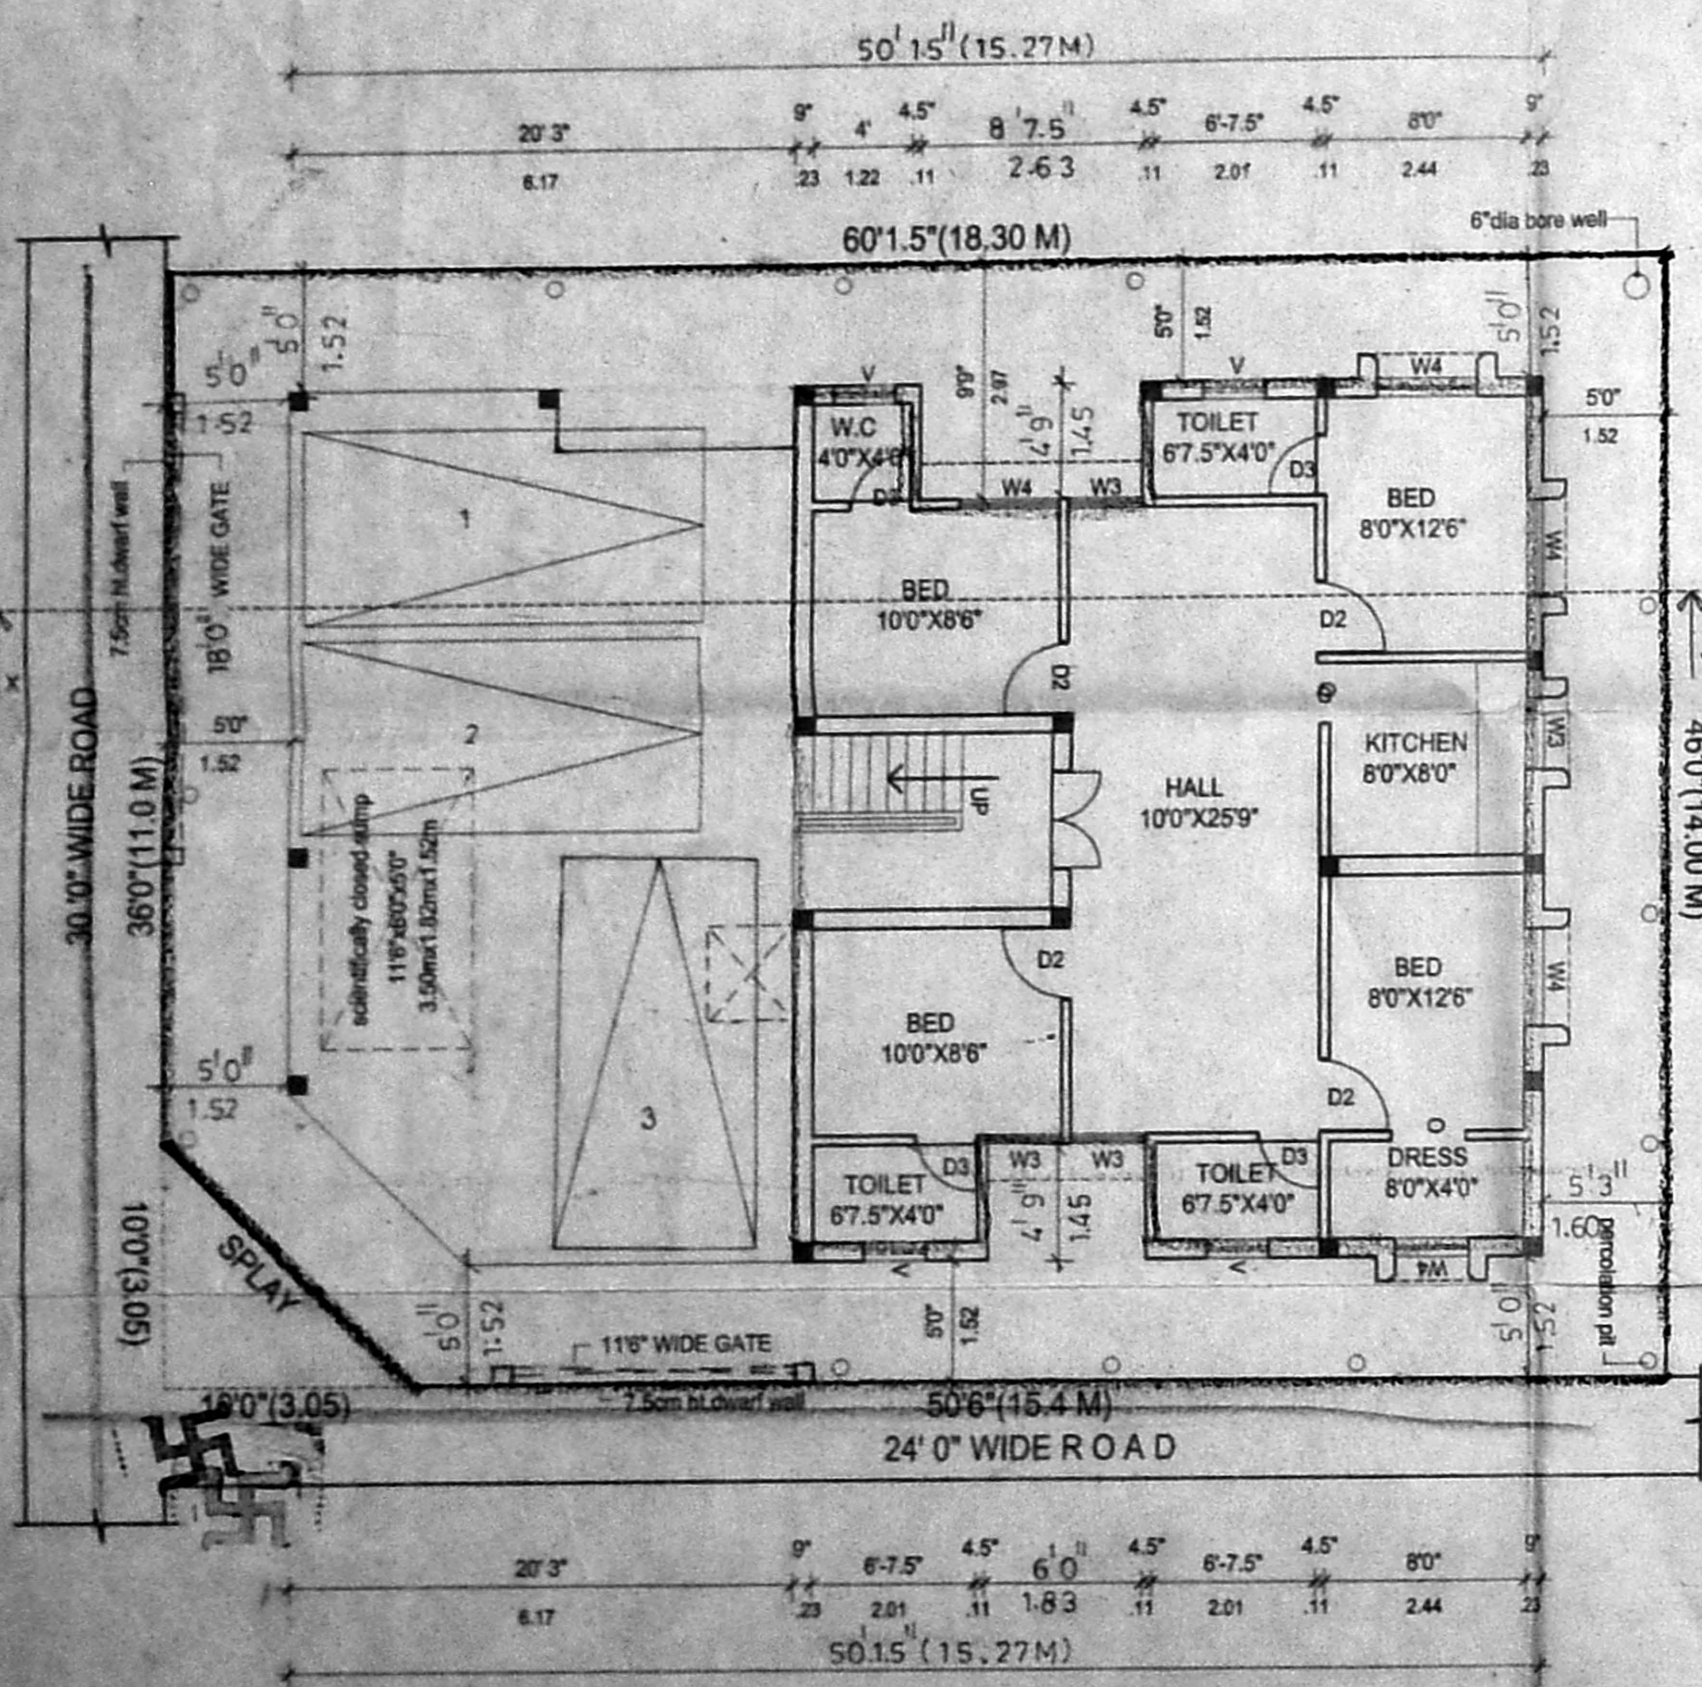 50'1.5"(15.27M)
9" 4.5" 4.5" 4.5" 9"
20'3" 4' 8'7.5" 6'-7.5" 8'0"
6.17 .23 1.22 .11 2.63 .11 2.01 .11 2.44 .23
60'1.5"(18.30 M)
6"dia bore well
5'0" 1.52
5'0" 1.52
5'0" 1.52
5'0"
1.52
5'0"
1.52
9'9" 2.97
4'9" 1.45
V
V
W4
W.C
TOILET
6'7.5"X4'0"
D3
W4 W3
BED
8'0"X12'6"
W4
7.5cm ht.dwarf wall
18'0" WIDE GATE
1
BED
10'0"X8'6"
D2
D2
30'0" WIDE ROAD
36'0"(11.0 M)
5'0"
1.52
2
UP
HALL
10'0"X25'9"
KITCHEN
8'0"X8'0"
W3
46'0"(14.00 M)
scientifically closed sump
11'6"x6'0"x5'0"
3.50mx1.82mx1.52m
D2
BED
10'0"X8'6"
BED
8'0"X12'6"
W4
5'0"
1.52
3
D2
O
D3
W3 W3
D3
TOILET
6'7.5"X4'0"
TOILET
6'7.5"X4'0"
DRESS
8'0"X4'0"
5'3"
1.60
4'9" 1.45
V
V
W4
10'0"(3.05)
SPLAY
5'0" 1.52
5'0" 1.52
5'0" 1.52
percolation pit
11'6" WIDE GATE
10'0"(3.05)
7.5cm ht.dwarf wall
50'6"(15.4 M)
24' 0" WIDE ROAD
9" 4.5" 4.5" 4.5" 9"
20'3" 6'-7.5" 6'0" 6'-7.5" 8'0"
6.17 .23 2.01 .11 1.83 .11 2.01 .11 2.44 .23
50'1.5"(15.27M)